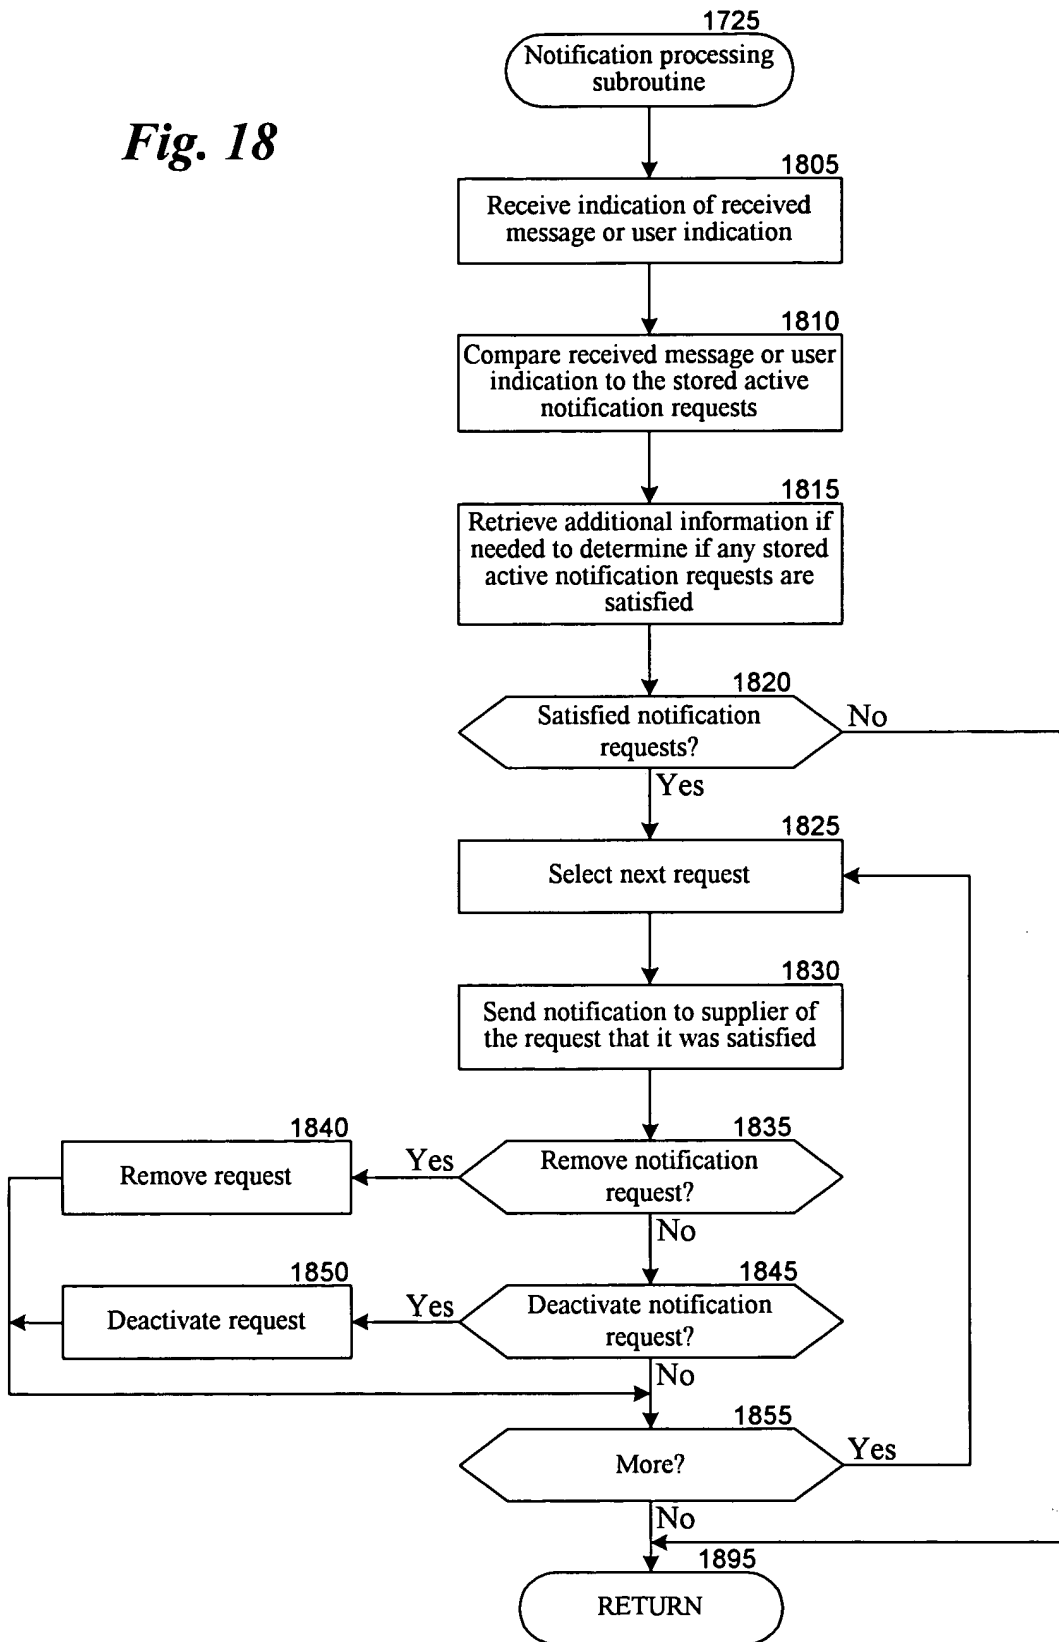 1725
Notification processing
subroutine
Fig. 18
1805
Receive indication of received
message or user indication
1810
Compare received message or user
indication to the stored active
notification requests
1815
Retrieve additional information if
needed to determine if any stored
active notification requests are
satisfied
1820
Satisfied notification
requests?
No
Yes
1825
Select next request
1830
Send notification to supplier of
the request that it was satisfied
1840
Remove request
Yes
1835
Remove notification
request?
No
1850
Deactivate request
Yes
1845
Deactivate notification
request?
No
1855
More?
Yes
No
1895
RETURN